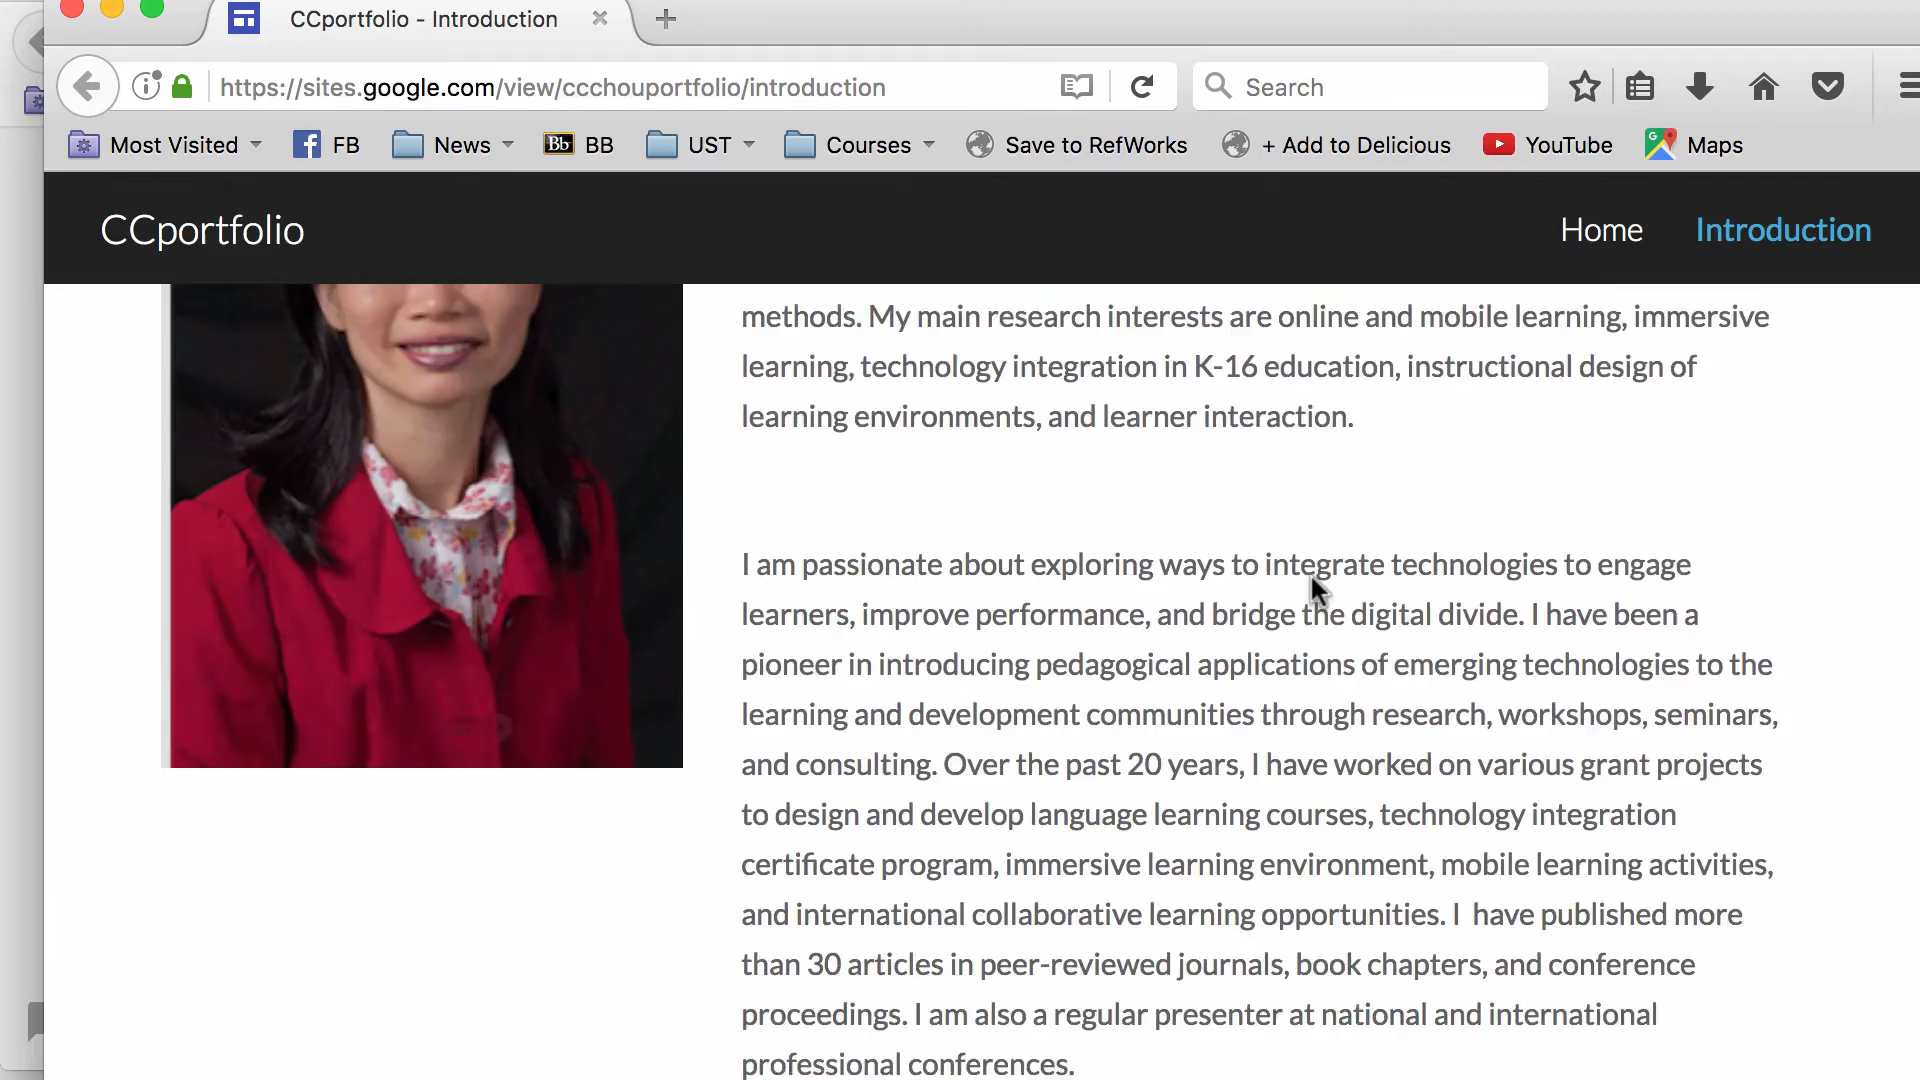 CCportfolio - Introduction
https://sites.google.com/view/ccchouportfolio/introduction
Search
Most Visited
FB
News
Bb BB
UST
Courses
Save to RefWorks
+ Add to Delicious
YouTube
Maps
CCportfolio
Home
Introduction
methods. My main research interests are online and mobile learning, immersive
learning, technology integration in K-16 education, instructional design of
learning environments, and learner interaction.
I am passionate about exploring ways to integrate technologies to engage
learners, improve performance, and bridge the digital divide. I have been a
pioneer in introducing pedagogical applications of emerging technologies to the
learning and development communities through research, workshops, seminars,
and consulting. Over the past 20 years, I have worked on various grant projects
to design and develop language learning courses, technology integration
certificate program, immersive learning environment, mobile learning activities,
and international collaborative learning opportunities. I  have published more
than 30 articles in peer-reviewed journals, book chapters, and conference
proceedings. I am also a regular presenter at national and international
professional conferences.